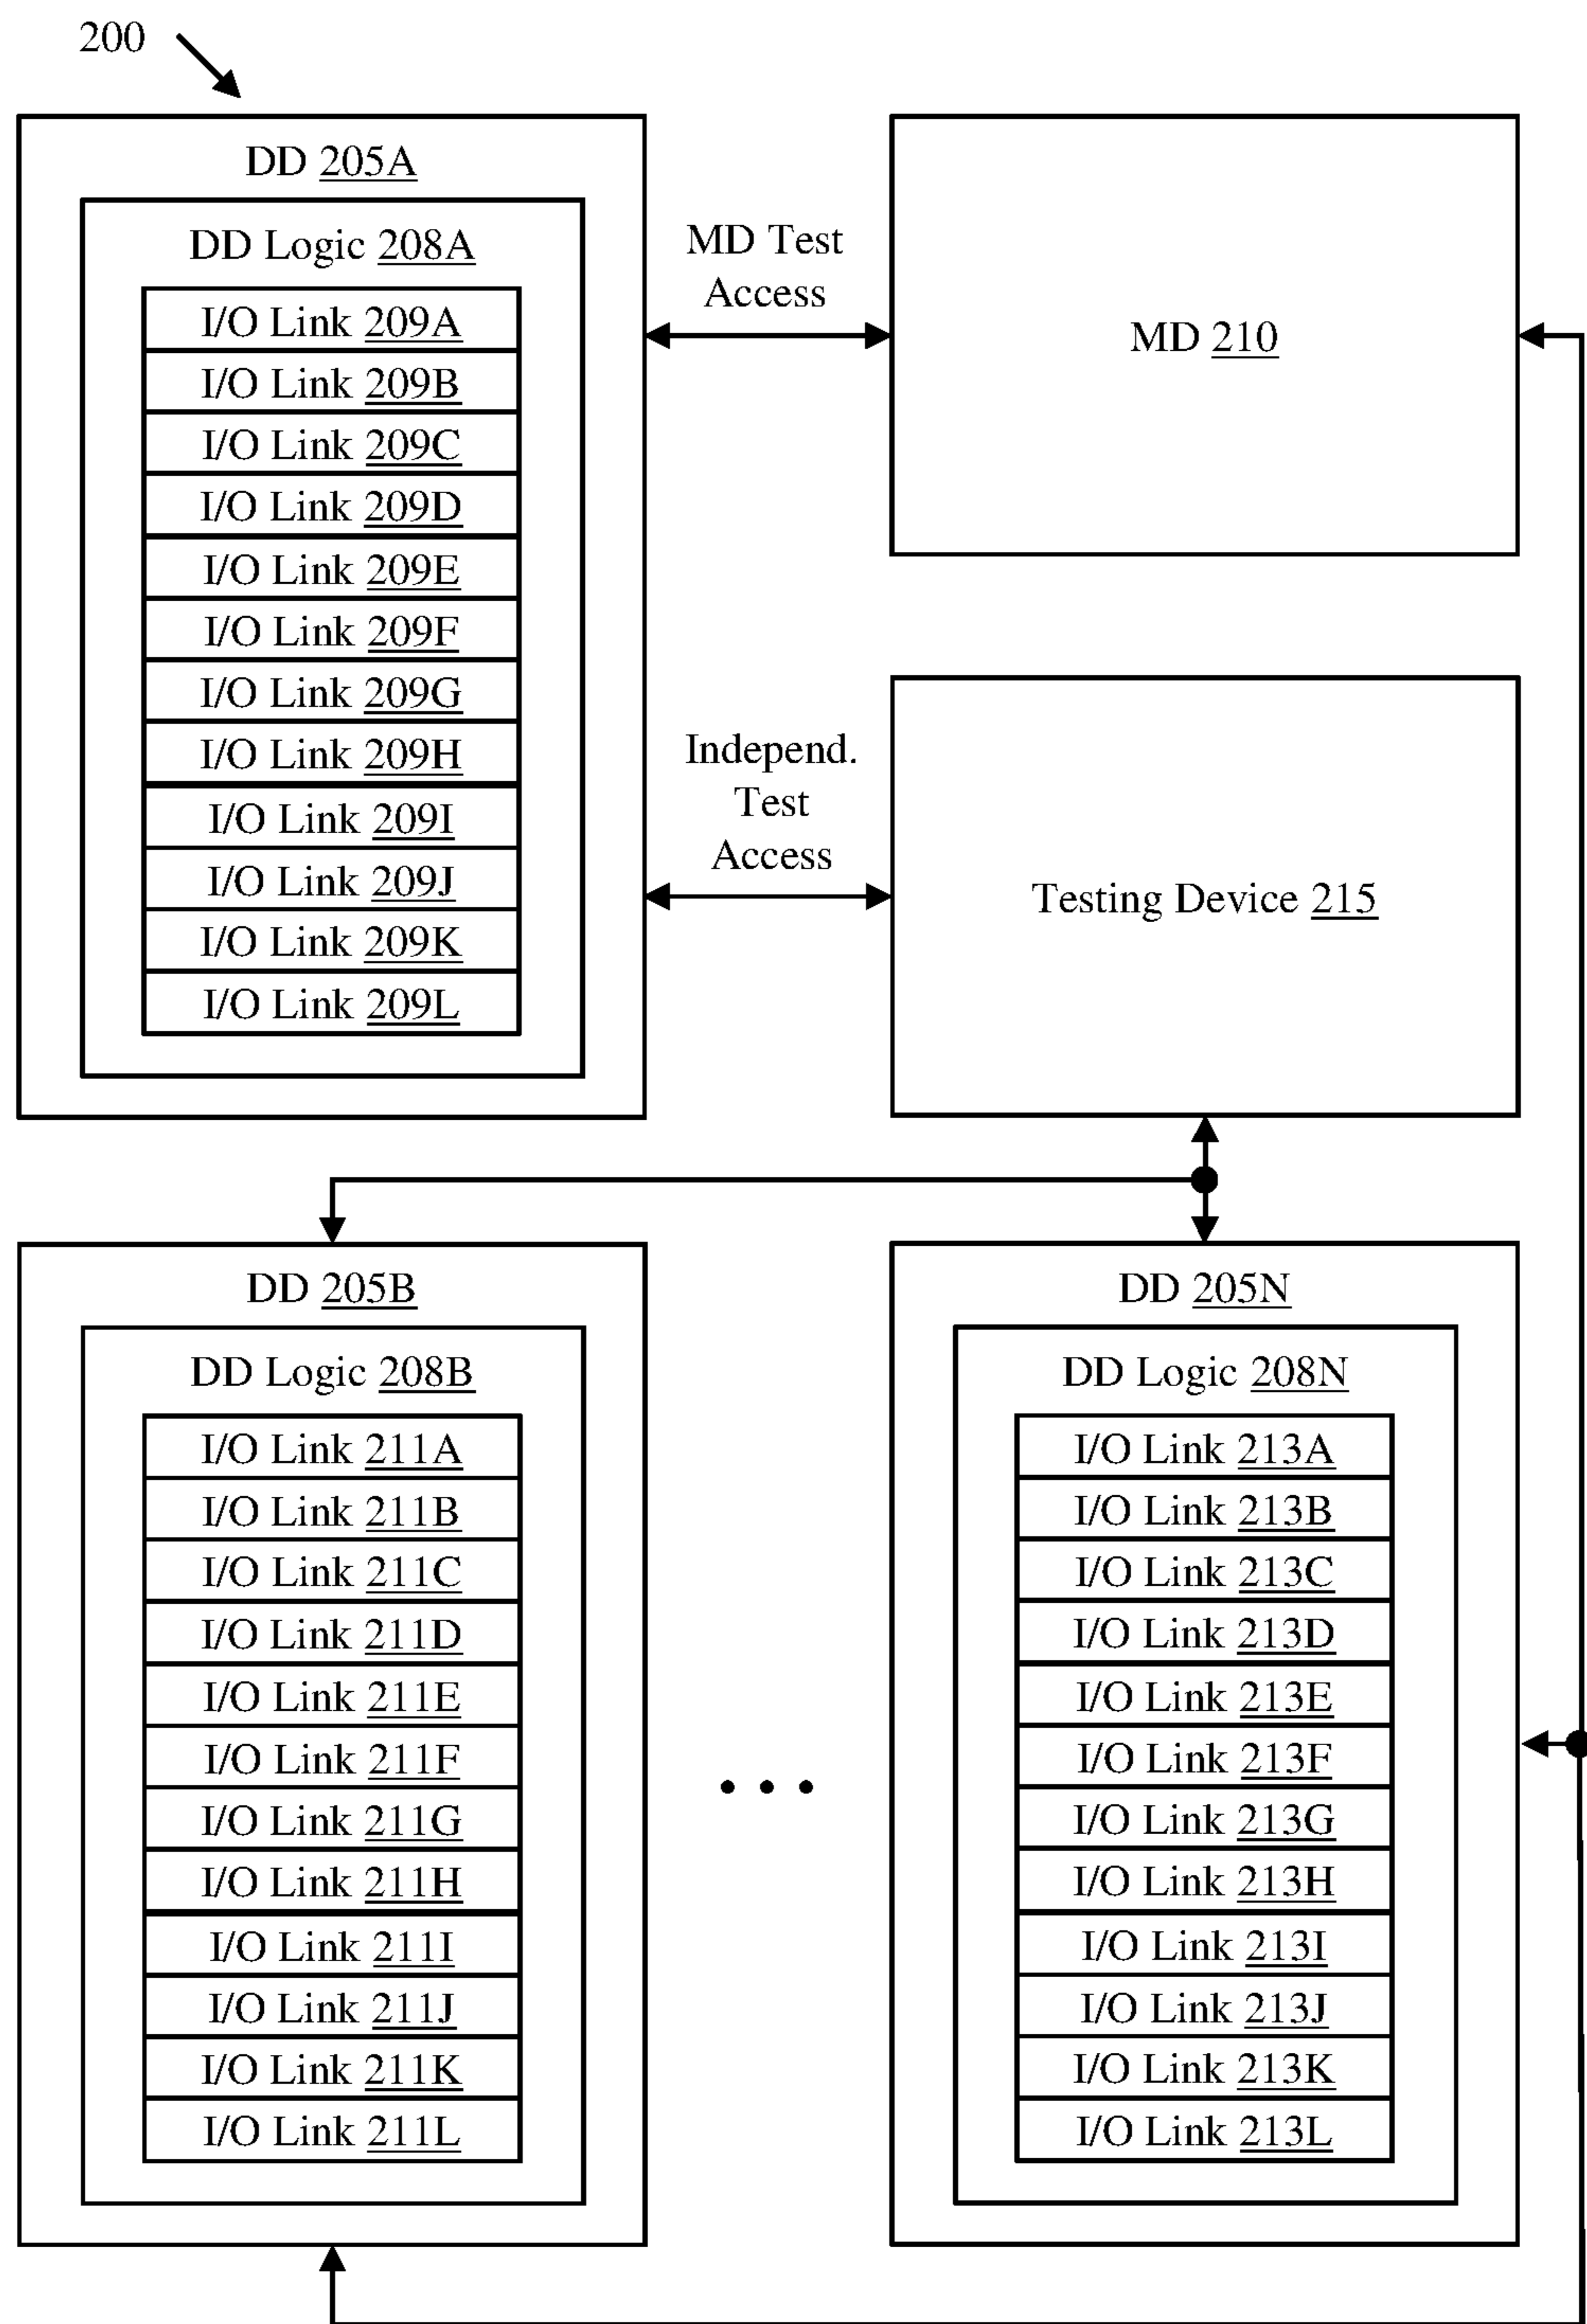 200
DD 205A
DD Logic 208A
I/O Link 209A
I/O Link 209B
I/O Link 209C
I/O Link 209D
I/O Link 209E
I/O Link 209F
I/O Link 209G
I/O Link 209H
I/O Link 209I
I/O Link 209J
I/O Link 209K
I/O Link 209L
MD Test
Access
MD 210
Independ.
Test
Access
Testing Device 215
DD 205B
DD Logic 208B
I/O Link 211A
I/O Link 211B
I/O Link 211C
I/O Link 211D
I/O Link 211E
I/O Link 211F
I/O Link 211G
I/O Link 211H
I/O Link 211I
I/O Link 211J
I/O Link 211K
I/O Link 211L
DD 205N
DD Logic 208N
I/O Link 213A
I/O Link 213B
I/O Link 213C
I/O Link 213D
I/O Link 213E
I/O Link 213F
I/O Link 213G
I/O Link 213H
I/O Link 213I
I/O Link 213J
I/O Link 213K
I/O Link 213L